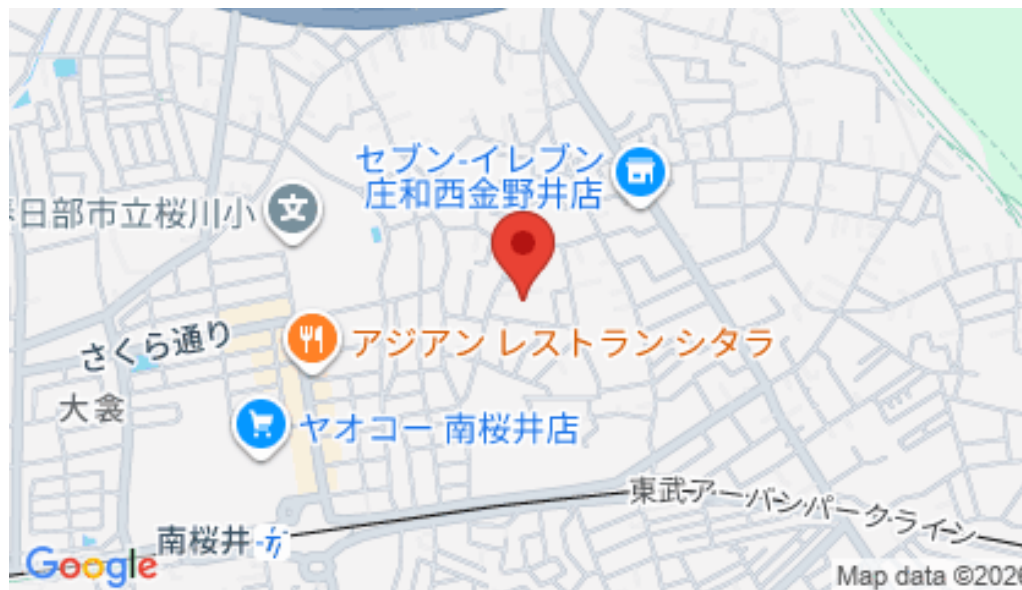 セブン-イレブン
庄和西金野井店
日部市立桜川小
文
アジアン レストラン シタラ
さくら通り
大衾
ヤオコー 南桜井店
東武アーバンパークライン
南桜井
Google
Map data ©2026